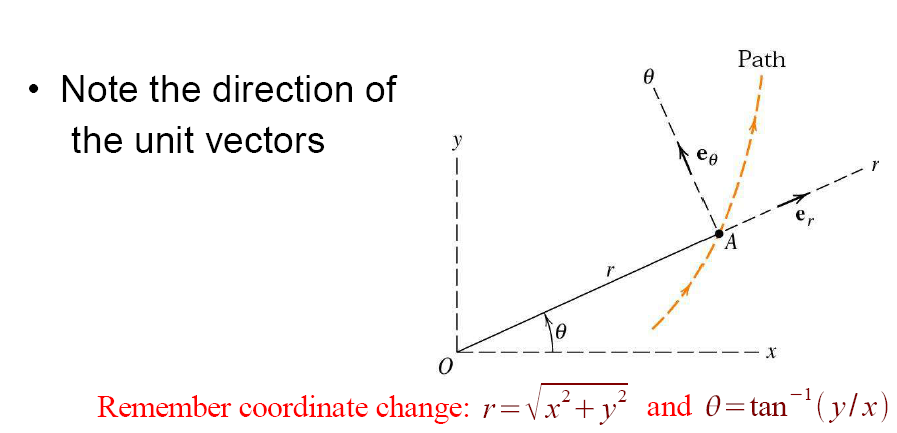 • Note the direction of
the unit vectors
Path
θ
y
e_θ
r
e_r
A
r
θ
x
O
Remember coordinate change: r=√(x²+y²) and θ=tan⁻¹(y/x)